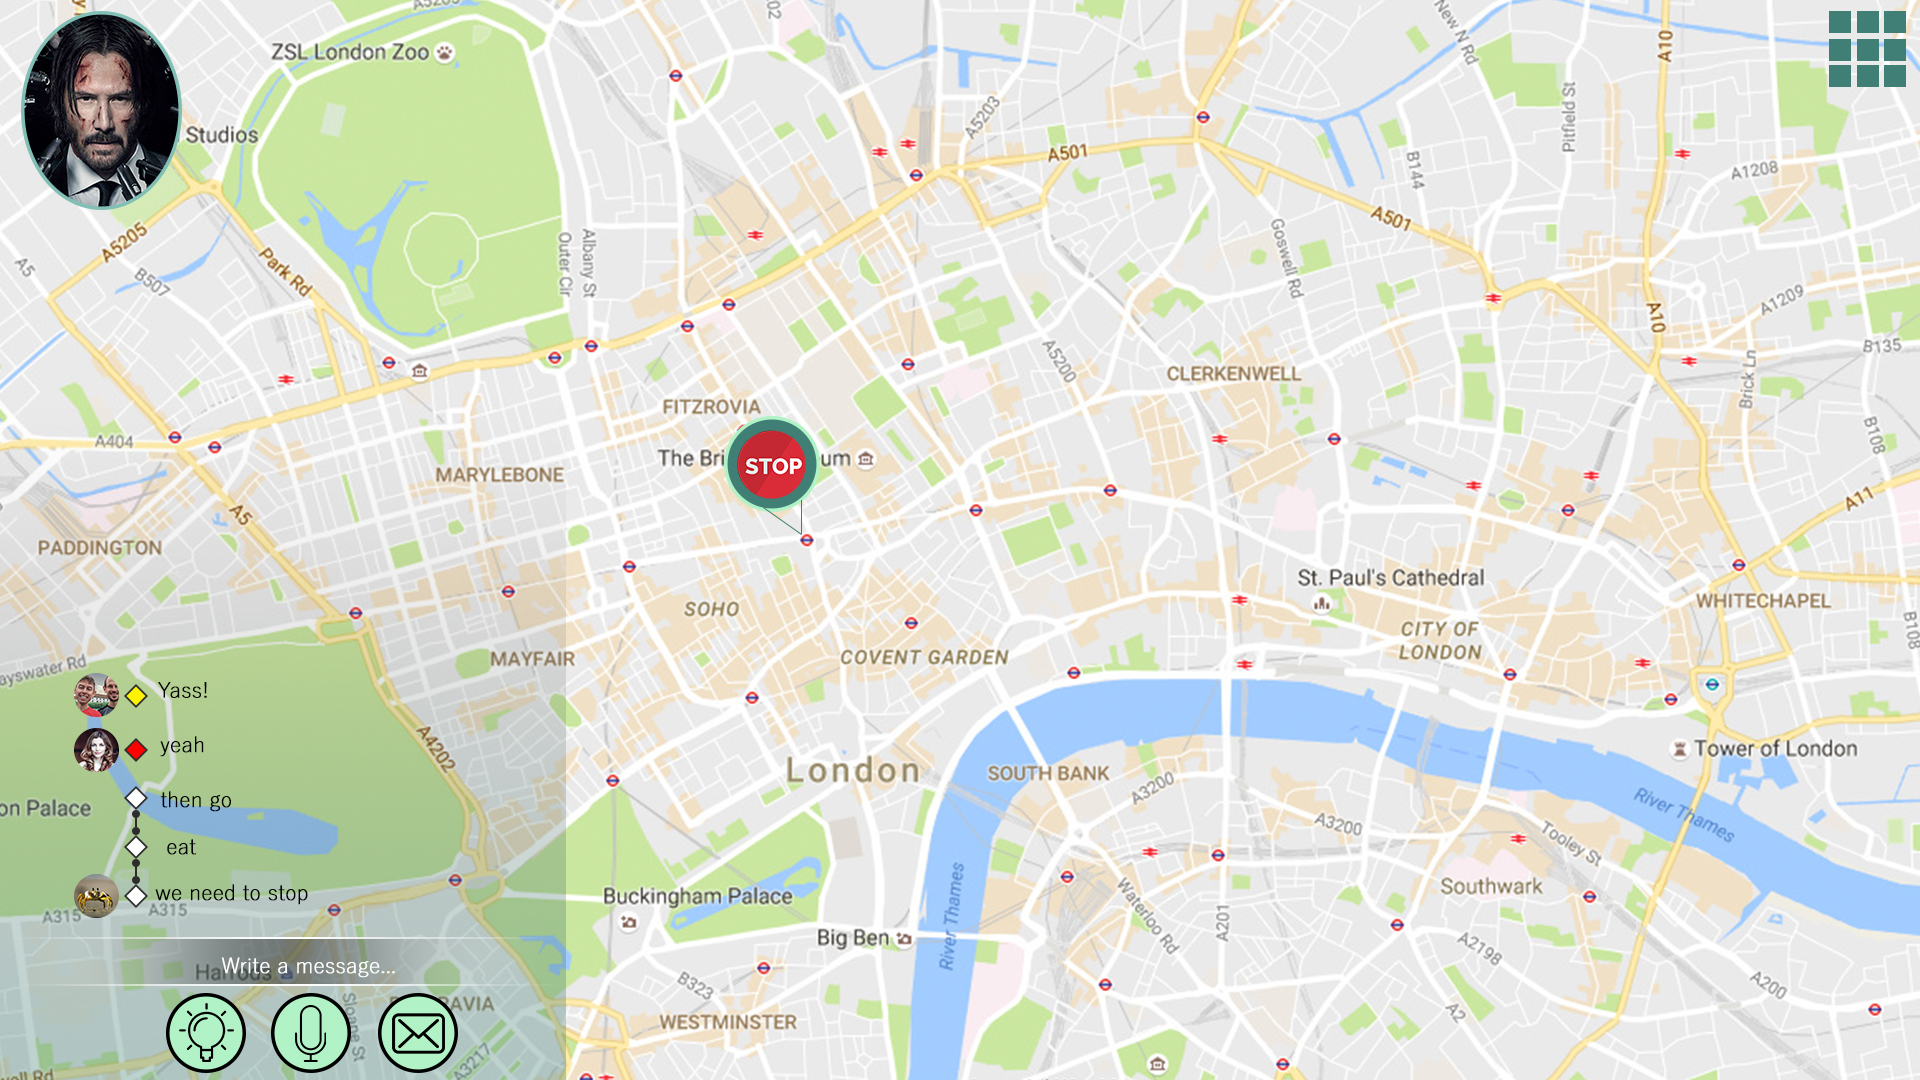 A5205
ZSL London Zoo
Studios
A5205
A5
B507
Park Rd
Outer Cir
Albany St
A5203
A501
New N Rd
A10
Pitfield St
B144
A1208
A501
Goswell Rd
A10
A1209
B135
A5200
CLERKENWELL
Brick Ln
B108
FITZROVIA
A404
MARYLEBONE
The Bri
STOP
um
A5
A11
PADDINGTON
St. Paul's Cathedral
SOHO
WHITECHAPEL
B108
CITY OF
LONDON
MAYFAIR
COVENT GARDEN
ayswater Rd
Yass!
yeah
A4202
London
SOUTH BANK
A3200
Tower of London
River Thames
then go
on Palace
A3200
Tooley St
eat
we need to stop
A315
A315
Buckingham Palace
Southwark
Waterloo Rd
A201
River Thames
Big Ben
A2198
Harrods
Write a message...
B323
A200
RAVIA
Sloane St
WESTMINSTER
A2
A3217
well Rd